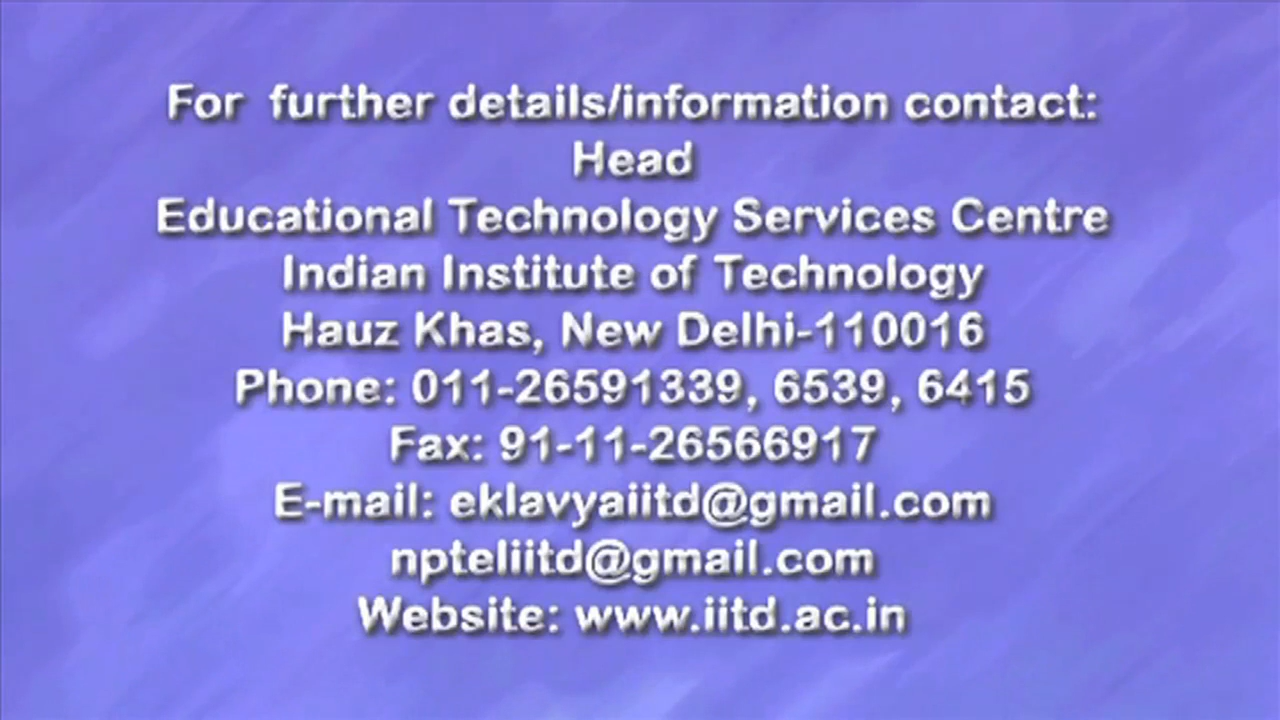 For further details/information contact:
Head
Educational Technology Services Centre
Indian Institute of Technology
Hauz Khas, New Delhi-110016
Phone: 011-26591339, 6539, 6415
Fax: 91-11-26566917
E-mail: eklavyaiitd@gmail.com
npteliitd@gmail.com
Website: www.iitd.ac.in